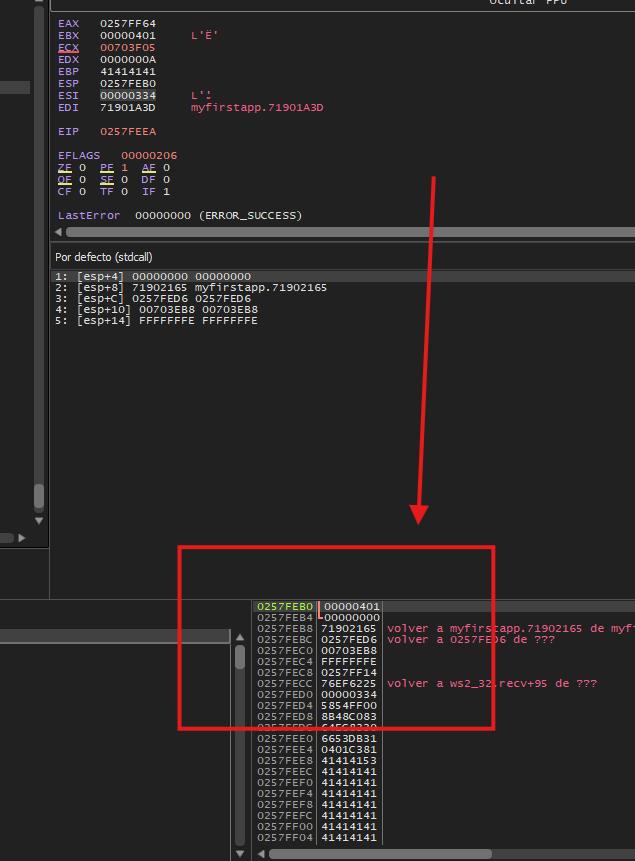 Ocultar FPU
EAX 0257FF64
EBX 00000401 L'Ё'
ECX 00703F05
EDX 0000000A
EBP 41414141
ESP 0257FEB0
ESI 00000334
EDI 71901A3D myfirstapp.71901A3D
EIP 0257FEEA
EFLAGS 00000206
ZF 0 PF 1 AF 0
OF 0 SF 0 DF 0
CF 0 TF 0 IF 1
LastError 00000000 (ERROR_SUCCESS)
Por defecto (stdcall)
1: [esp+4] 00000000 00000000
2: [esp+8] 71902165 myfirstapp.71902165
3: [esp+C] 0257FED6 0257FED6
4: [esp+10] 00703EB8 00703EB8
5: [esp+14] FFFFFFFE FFFFFFFE
0257FEB0 00000401
0257FEB4 00000000
0257FEB8 71902165 volver a myfirstapp.71902165 de myf
0257FEBC 0257FED6 volver a 0257FED6 de ???
0257FEC0 00703EB8
0257FEC4 FFFFFFFE
0257FEC8 0257FF14
0257FECC 76EF6225 volver a ws2_32.recv+95 de ???
0257FED0 00000334
0257FED4 5854FF00
0257FED8 8B48C083
0257FEE0 6653DB31
0257FEE4 0401C381
0257FEE8 41414153
0257FEEC 41414141
0257FEF0 41414141
0257FEF4 41414141
0257FEF8 41414141
0257FEFC 41414141
0257FF00 41414141
0257FF04 41414141